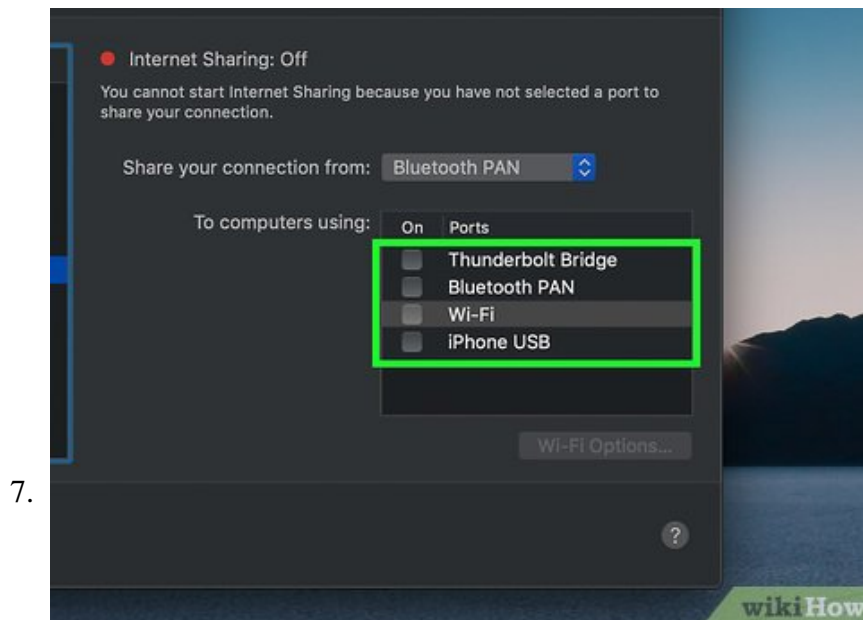 Internet Sharing: Off
You cannot start Internet Sharing because you have not selected a port to
share your connection.
Share your connection from: Bluetooth PAN
To computers using: On Ports
Thunderbolt Bridge
Bluetooth PAN
Wi-Fi
iPhone USB
Wi-Fi Options...
7.
?
wikiHow